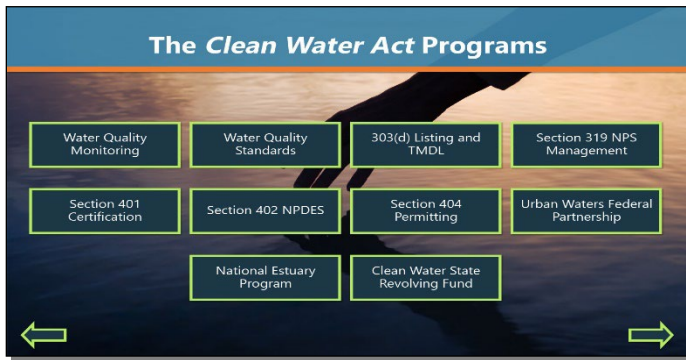 The Clean Water Act Programs
Water Quality
Monitoring
Water Quality
Standards
303(d) Listing and
TMDL
Section 319 NPS
Management
Section 401
Certification
Section 402 NPDES
Section 404
Permitting
Urban Waters Federal
Partnership
National Estuary
Program
Clean Water State
Revolving Fund